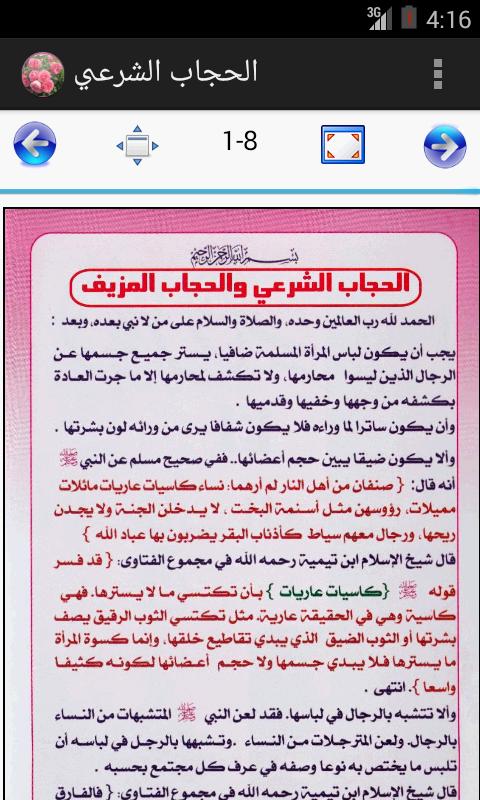 3G 4:16
الحجاب الشرعي
1-8
بسم الله الرحمن الرحيم
الحجاب الشرعي والحجاب المزيف
الحمد لله رب العالمين وحده، والصلاة والسلام على من لا نبي بعده، وبعد :
يجب أن يكون لباس المرأة المسلمة ضافيا، يستر جميع جسمها عن
الرجال الذين ليسوا محارمها، ولا تكشف لمحارمها إلا ما جرت العادة
بكشفه من وجهها وخفيها وقدميها .
وأن يكون ساترا لما وراءه فلا يكون شفافا يرى من ورائه لون بشرتها .
وألا يكون ضيقا يبين حجم أعضائها.. ففي صحيح مسلم عن النبي ﷺ
أنه قال: { صنفان من أهل النار لم أرهما: نساء كاسيات عاريات مائلات
مميلات، رؤوسهن مثل أسنمة البخت ، لا يدخلن الجنة ولا يجدن
ريحها، ورجال معهم سياط كأذناب البقر يضربون بها عباد الله }
قال شيخ الإسلام ابن تيمية رحمه الله في مجموع الفتاوى: { قد فسر
قوله ﷺ {كاسيات عاريات } بأن تكتسي ما لا يسترها. فهي
كاسية وهي في الحقيقة عارية. مثل تكتسي الثوب الرقيق يصف
بشرتها أو الثوب الضيق الذي يبدي تقاطيع خلقها، وإنما كسوة المرأة
ما يسترها فلا يبدي جسمها ولا حجم أعضائها لكونه كثيفا
واسعا }. انتهى .
وألا تتشبه بالرجال في لباسها. فقد لعن النبي ﷺ المتشبهات من النساء
بالرجال. ولعن المترجلات من النساء .وتشبهها بالرجل في لباسه أن
تلبس ما يختص به نوعا وصفه في عرف كل مجتمع بحسبه .
قال شيخ الإسلام ابن تيمية رحمه الله في مجموع الفتاوى: { فالفارق